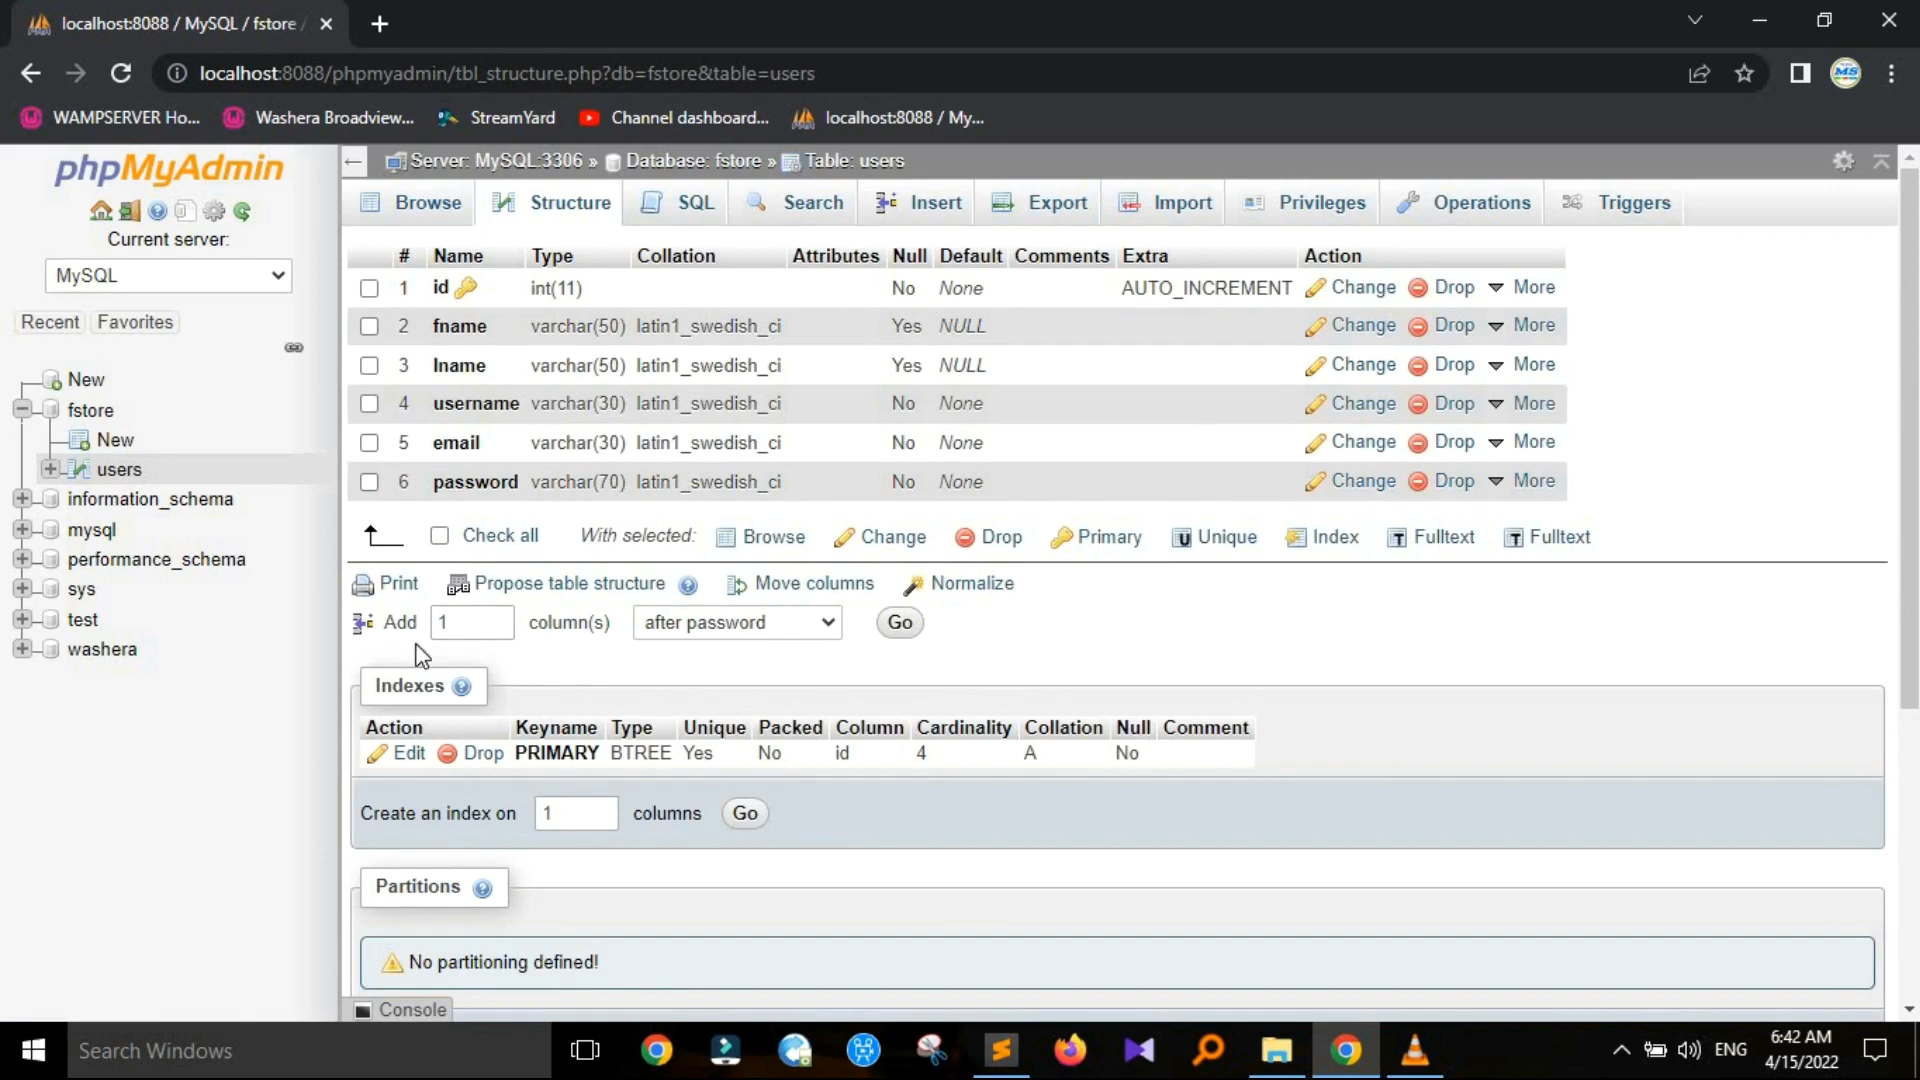 localhost:8088 / MySQL / fstore /
localhost:8088/phpmyadmin/tbl_structure.php?db=fstore&table=users
MS
WAMPSERVER Ho... Washera Broadview... StreamYard Channel dashboard... localhost:8088 / My...
phpMyAdmin
Current server:
MySQL
Recent Favorites
New
fstore
New
users
information_schema
mysql
performance_schema
sys
test
washera
Server: MySQL:3306 » Database: fstore » Table: users
Browse Structure SQL Search Insert Export Import Privileges Operations Triggers
# Name Type Collation Attributes Null Default Comments Extra Action
1 id int(11) No None AUTO_INCREMENT Change Drop More
2 fname varchar(50) latin1_swedish_ci Yes NULL Change Drop More
3 lname varchar(50) latin1_swedish_ci Yes NULL Change Drop More
4 username varchar(30) latin1_swedish_ci No None Change Drop More
5 email varchar(30) latin1_swedish_ci No None Change Drop More
6 password varchar(70) latin1_swedish_ci No None Change Drop More
Check all With selected: Browse Change Drop Primary Unique Index Fulltext Fulltext
Print Propose table structure Move columns Normalize
Add 1 column(s) after password Go
Indexes
Action Keyname Type Unique Packed Column Cardinality Collation Null Comment
Edit Drop PRIMARY BTREE Yes No id 4 A No
Create an index on 1 columns Go
Partitions
No partitioning defined!
Console
Search Windows
ENG
6:42 AM
4/15/2022